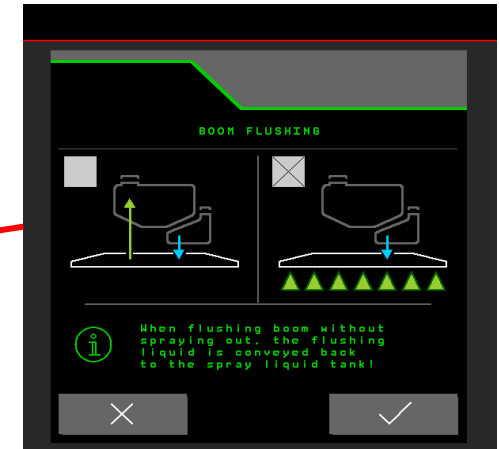 BOOM FLUSHING
When flushing boom without
spraying out, the flushing
liquid is conveyed back
to the spray liquid tank!